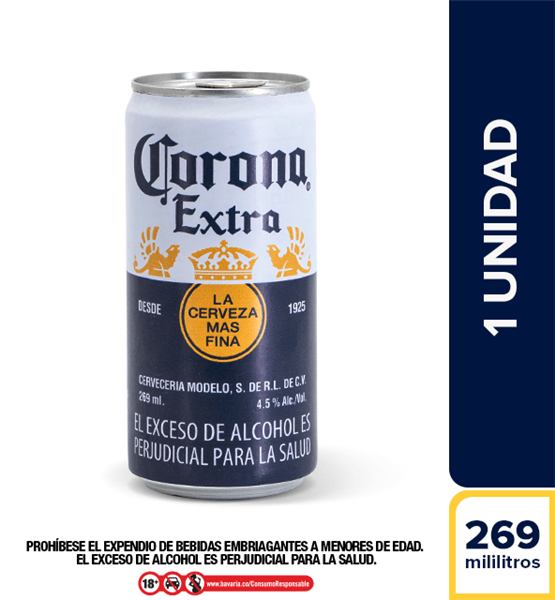 Corona
Extra
DESDE
LA
CERVEZA
MAS
FINA
1925
CERVECERIA MODELO, S. DE R.L. DE C.V.
269 ml.
4.5 % Alc./Vol.
EL EXCESO DE ALCOHOL ES
PERJUDICIAL PARA LA SALUD
1 UNIDAD
269
mililitros
PROHÍBESE EL EXPENDIO DE BEBIDAS EMBRIAGANTES A MENORES DE EDAD.
EL EXCESO DE ALCOHOL ES PERJUDICIAL PARA LA SALUD.
18+
www.bavaria.co/ConsumoResponsable